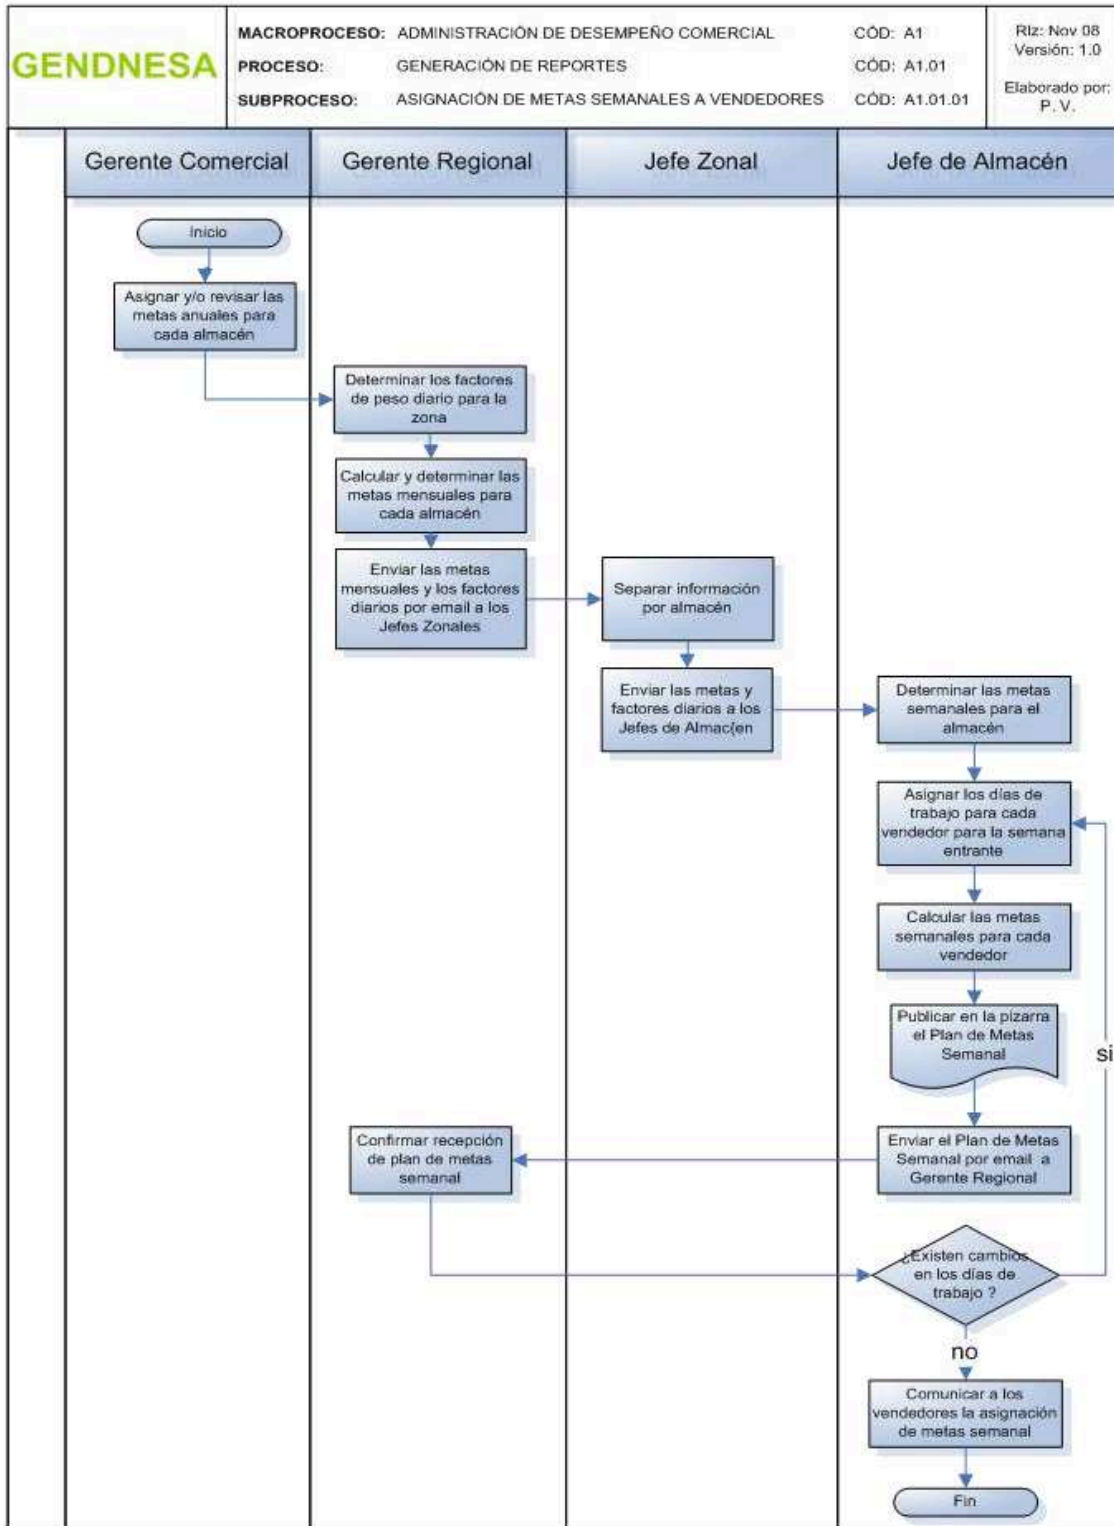 GENDNESA
MACROPROCESO: ADMINISTRACIÓN DE DESEMPEÑO COMERCIAL CÓD: A1
PROCESO: GENERACIÓN DE REPORTES CÓD: A1.01
SUBPROCESO: ASIGNACIÓN DE METAS SEMANALES A VENDEDORES CÓD: A1.01.01
Rlz: Nov 08
Versión: 1.0
Elaborado por:
P. V.
Gerente Comercial
Gerente Regional
Jefe Zonal
Jefe de Almacén
Inicio
Asignar y/o revisar las
metas anuales para
cada almacén
Determinar los factores
de peso diario para la
zona
Calcular y determinar las
metas mensuales para
cada almacén
Enviar las metas
mensuales y los factores
diarios por email a los
Jefes Zonales
Separar información
por almacén
Enviar las metas y
factores diarios a los
Jefes de Almac{en
Determinar las metas
semanales para el
almacén
Asignar los días de
trabajo para cada
vendedor para la semana
entrante
Calcular las metas
semanales para cada
vendedor
Publicar en la pizarra
el Plan de Metas
Semanal
si
Enviar el Plan de Metas
Semanal por email a
Gerente Regional
Confirmar recepción
de plan de metas
semanal
¿Existen cambios
en los días de
trabajo ?
no
Comunicar a los
vendedores la asignación
de metas semanal
Fin